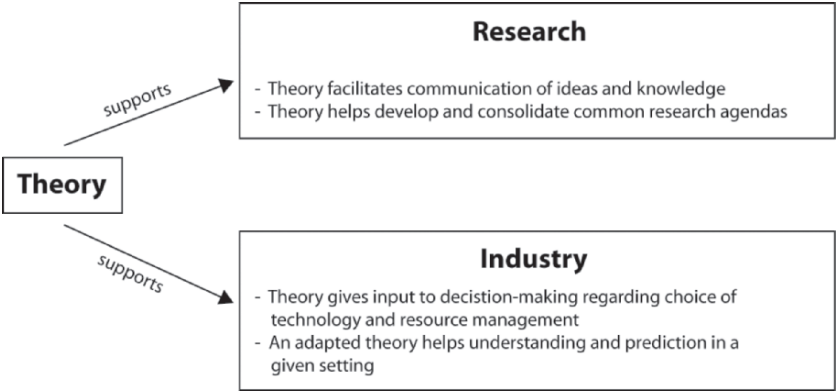 Research
- Theory facilitates communication of ideas and knowledge
- Theory helps develop and consolidate common research agendas
supports
Theory
supports
Industry
- Theory gives input to decistion-making regarding choice of
technology and resource management
- An adapted theory helps understanding and prediction in a
given setting